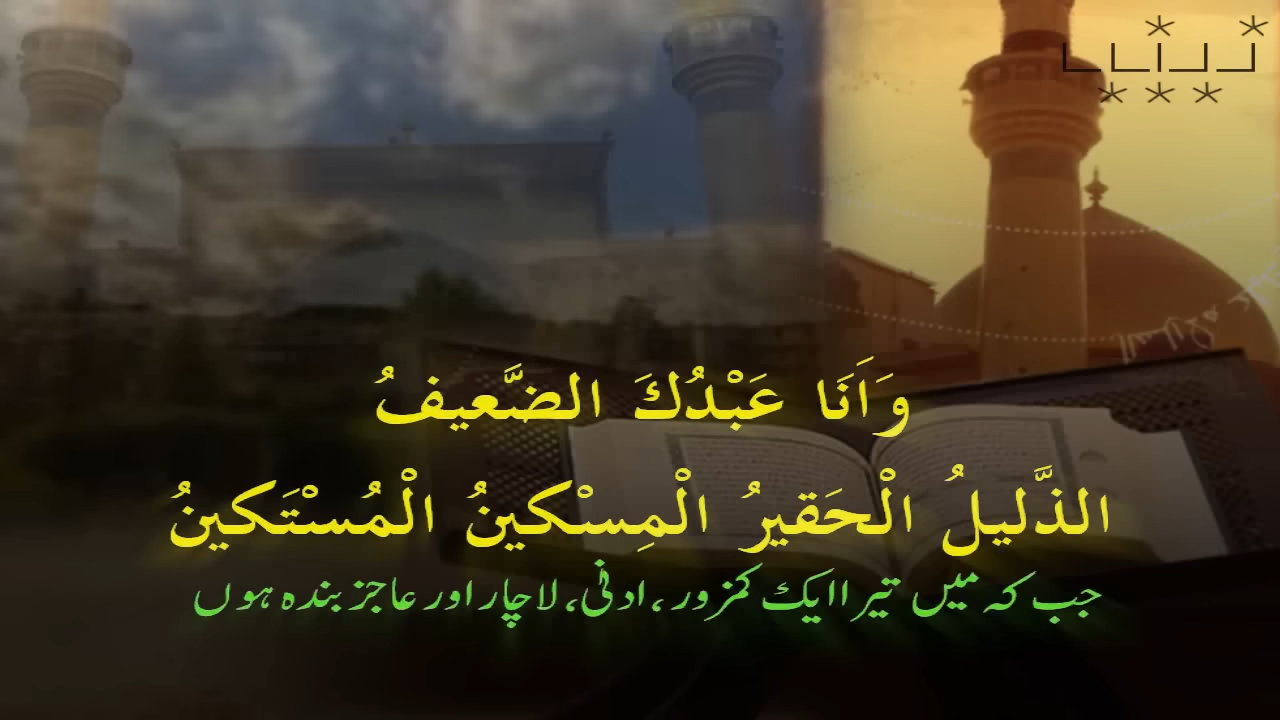 وَاَنَا عَبْدُكَ الضَّعيفُ
الذَّليلُ الْحَقيرُ الْمِسْكينُ الْمُسْتَكينُ
جب کہ میں تیرا ایک کمزور، ادنیٰ، لاچار اور عاجز بندہ ہوں